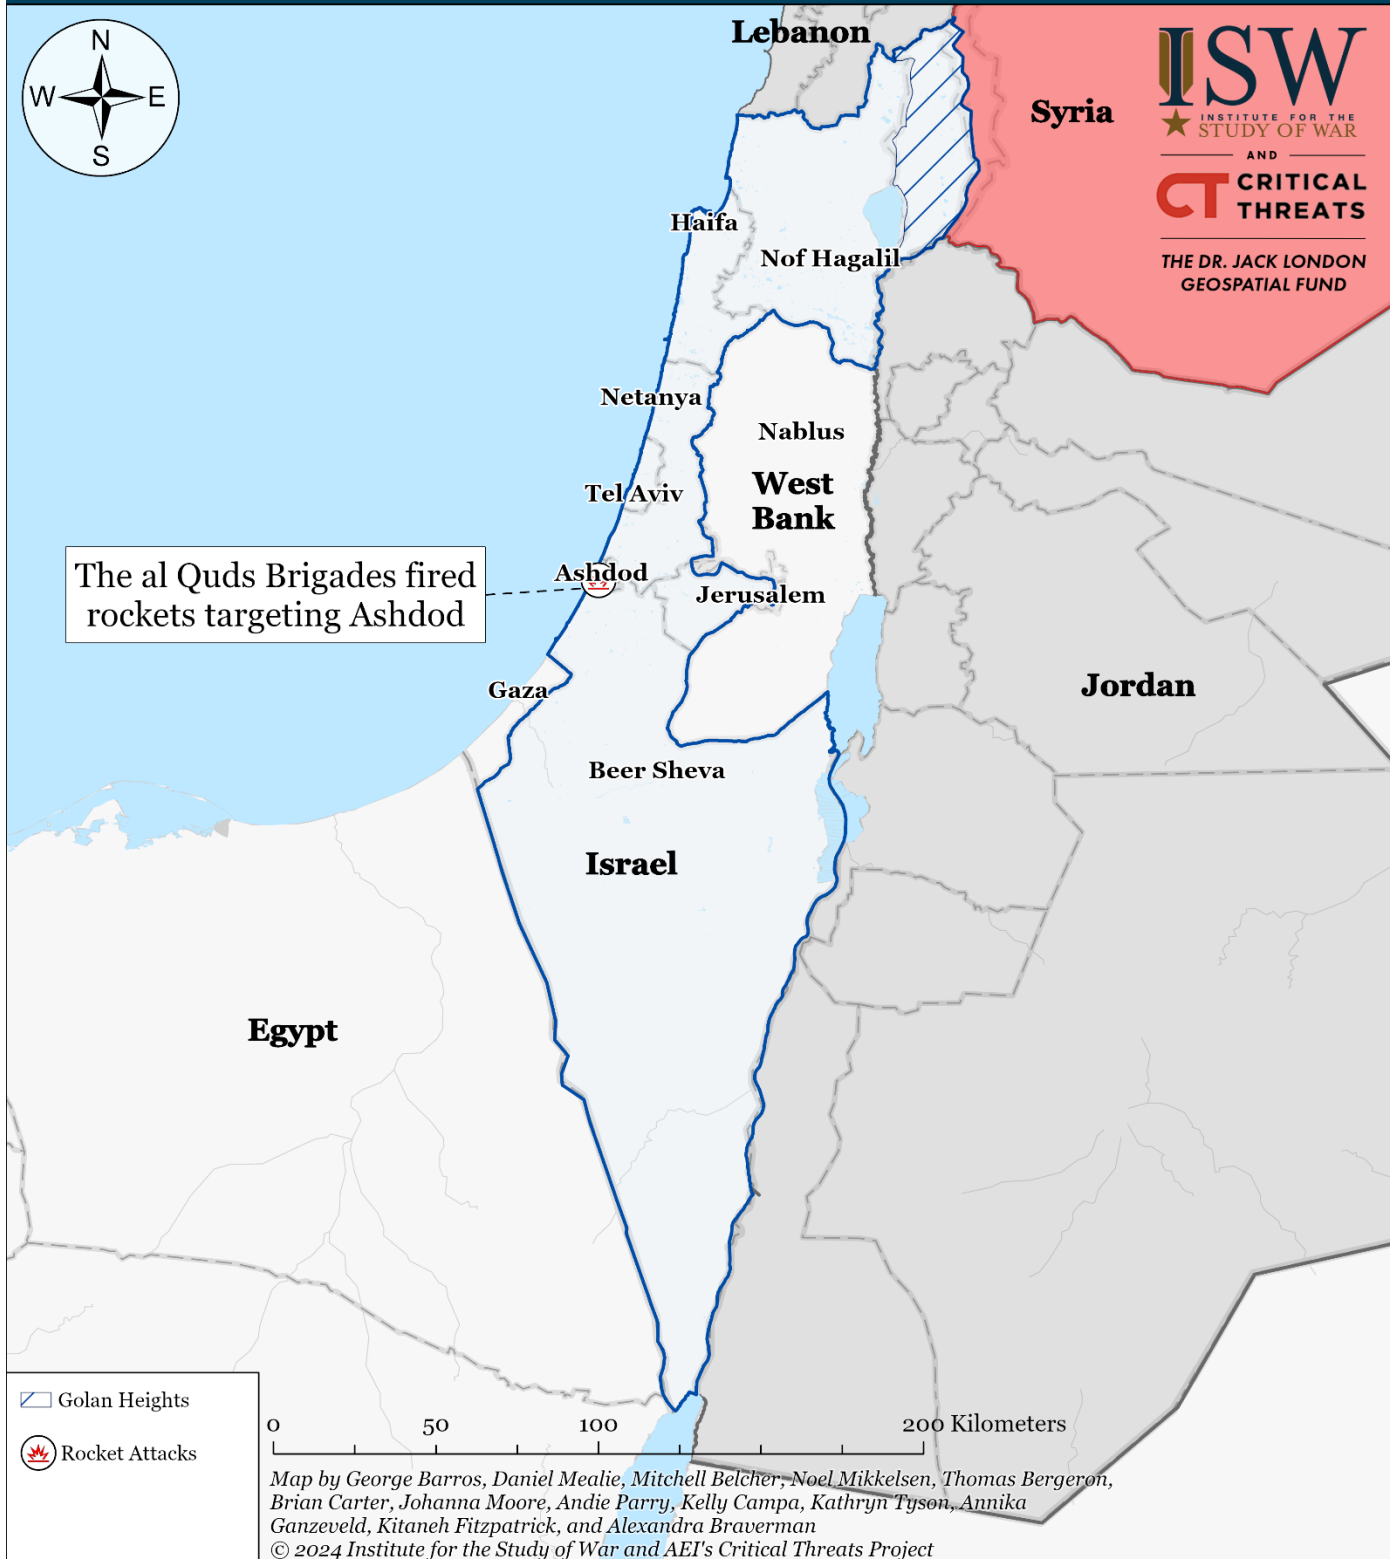 N
W
E
S
Lebanon
Syria
ISW
INSTITUTE FOR THE
STUDY OF WAR
AND
CT CRITICAL
THREATS
THE DR. JACK LONDON
GEOSPATIAL FUND
Haifa
Nof Hagalil
Netanya
Nablus
West
Bank
Tel Aviv
The al Quds Brigades fired
rockets targeting Ashdod
Ashdod
Jerusalem
Jordan
Gaza
Beer Sheva
Israel
Egypt
Golan Heights
Rocket Attacks
0 50 100 200 Kilometers
Map by George Barros, Daniel Mealie, Mitchell Belcher, Noel Mikkelsen, Thomas Bergeron,
Brian Carter, Johanna Moore, Andie Parry, Kelly Campa, Kathryn Tyson, Annika
Ganzeveld, Kitaneh Fitzpatrick, and Alexandra Braverman
© 2024 Institute for the Study of War and AEI's Critical Threats Project